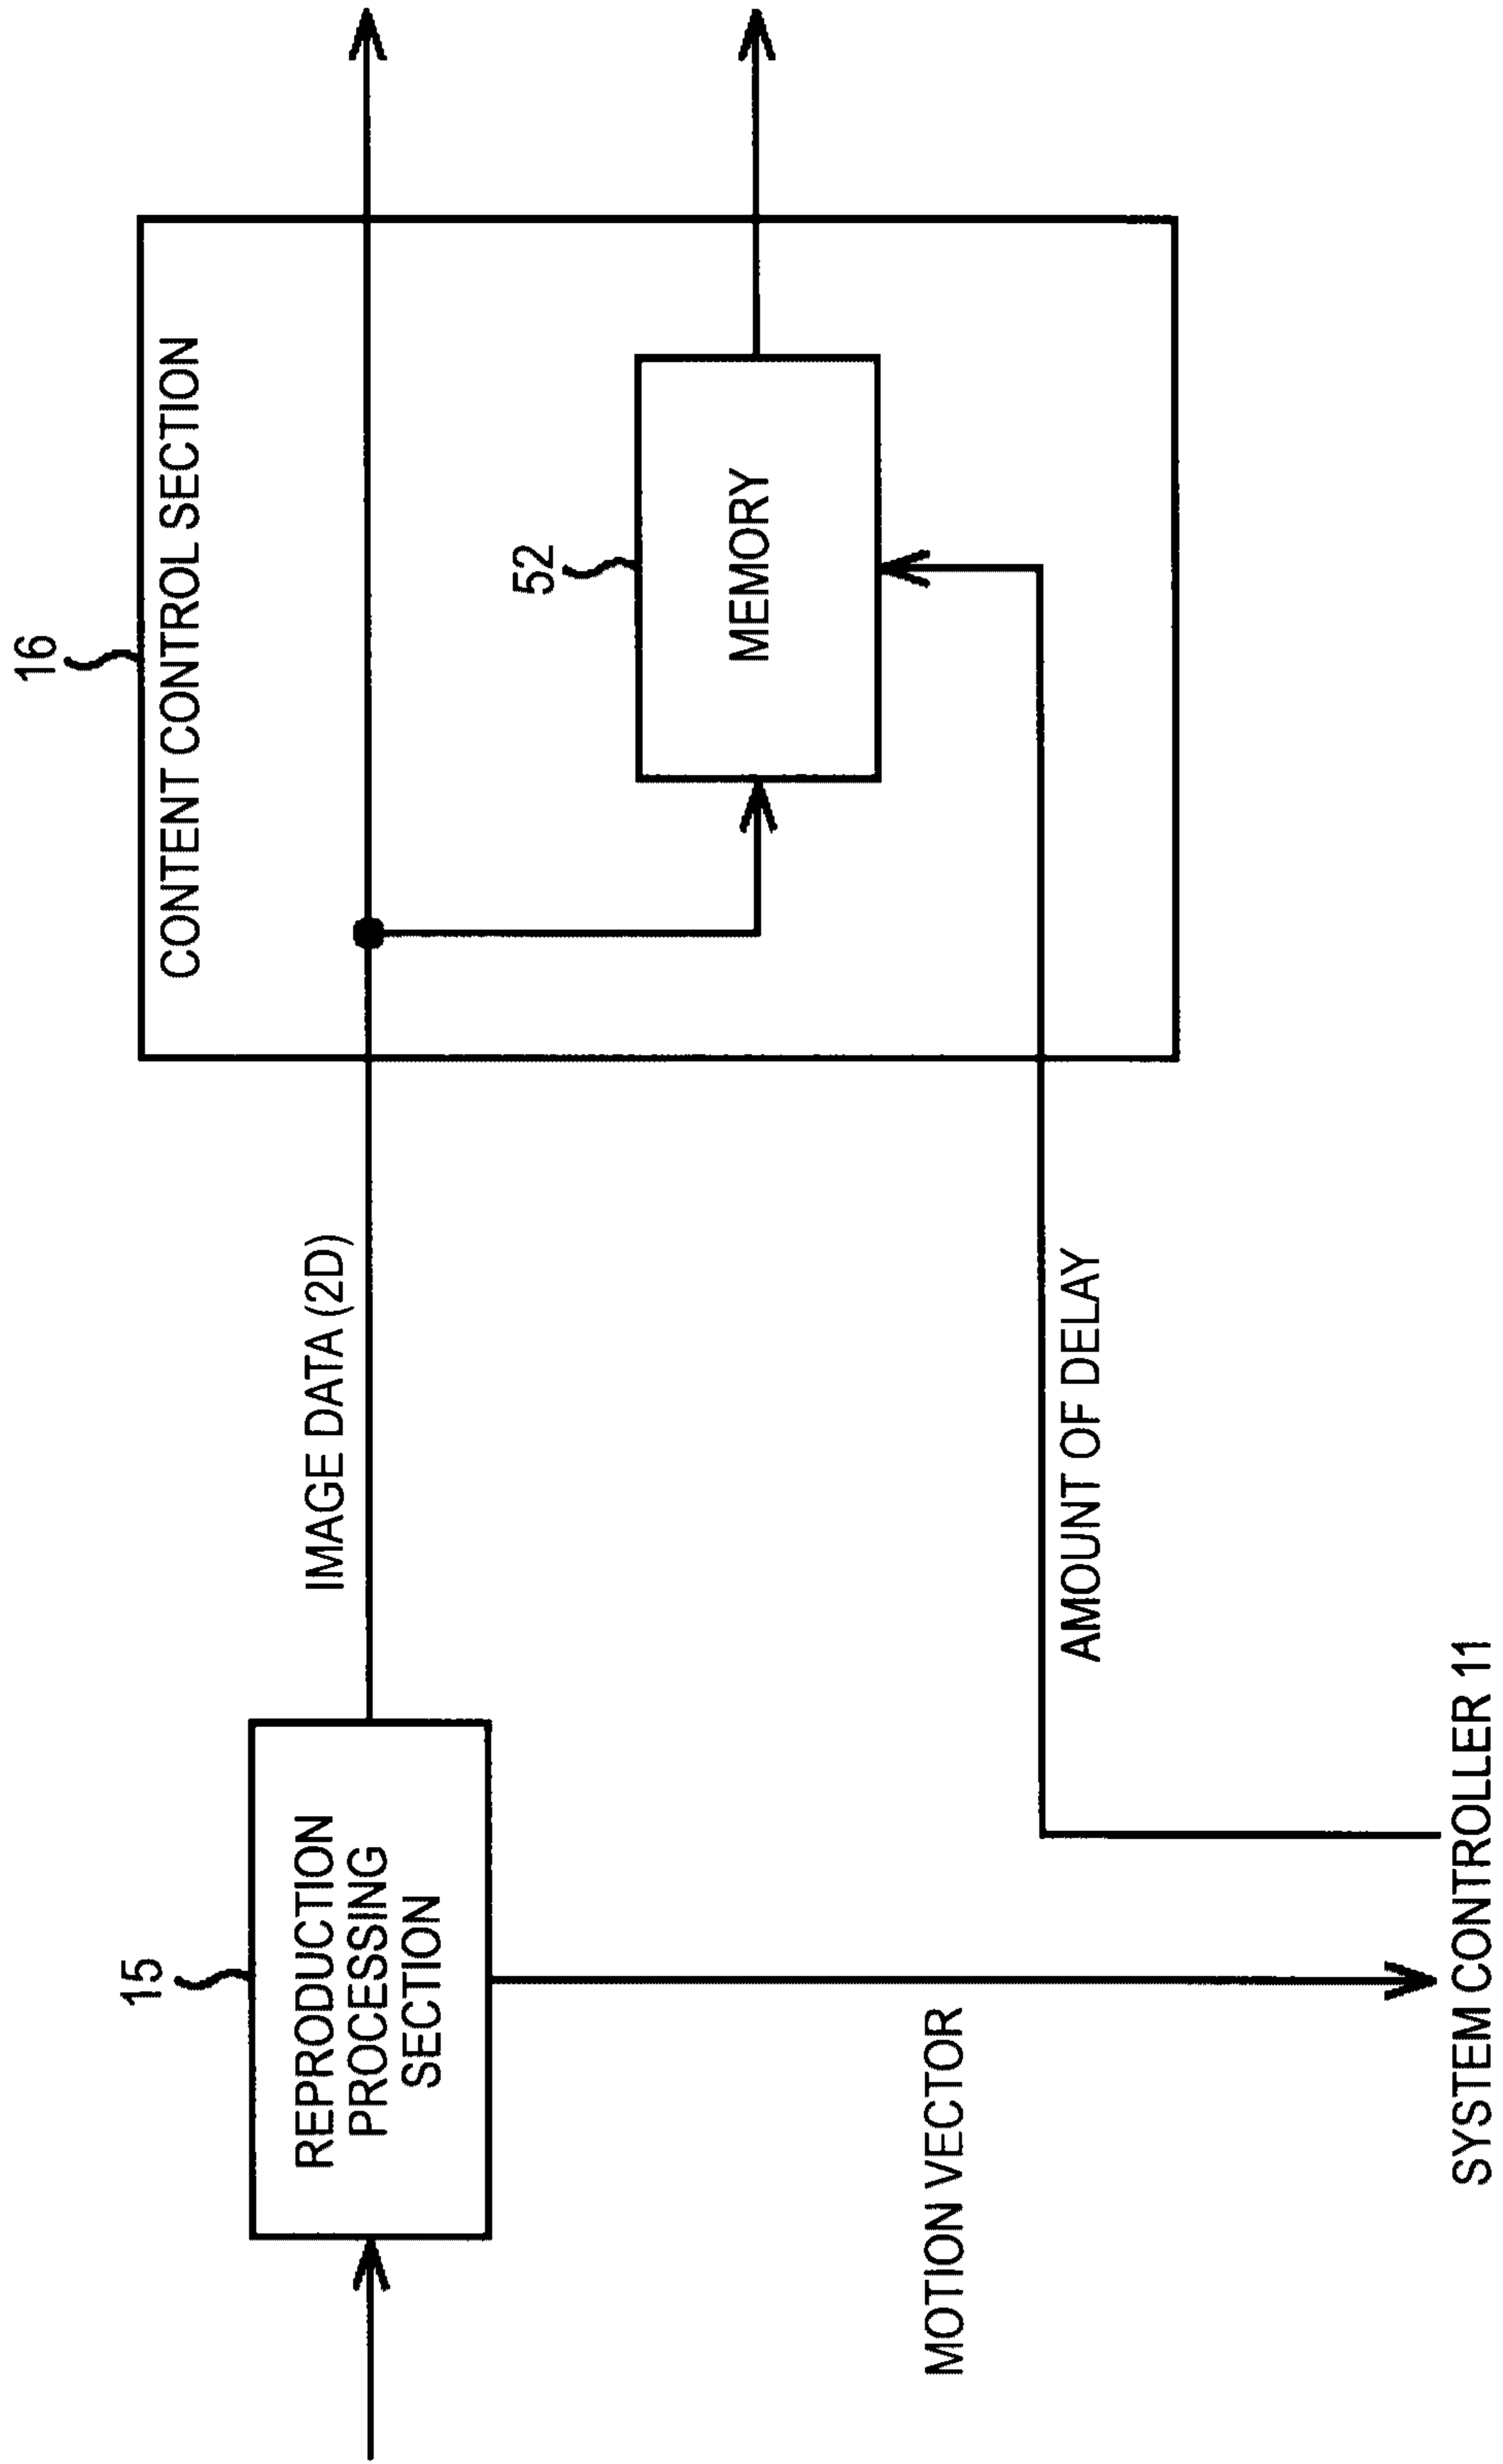 16
CONTENT CONTROL SECTION
15
REPRODUCTION
PROCESSING
SECTION
IMAGE DATA (2D)
52
MEMORY
MOTION VECTOR
AMOUNT OF DELAY
SYSTEM CONTROLLER 11